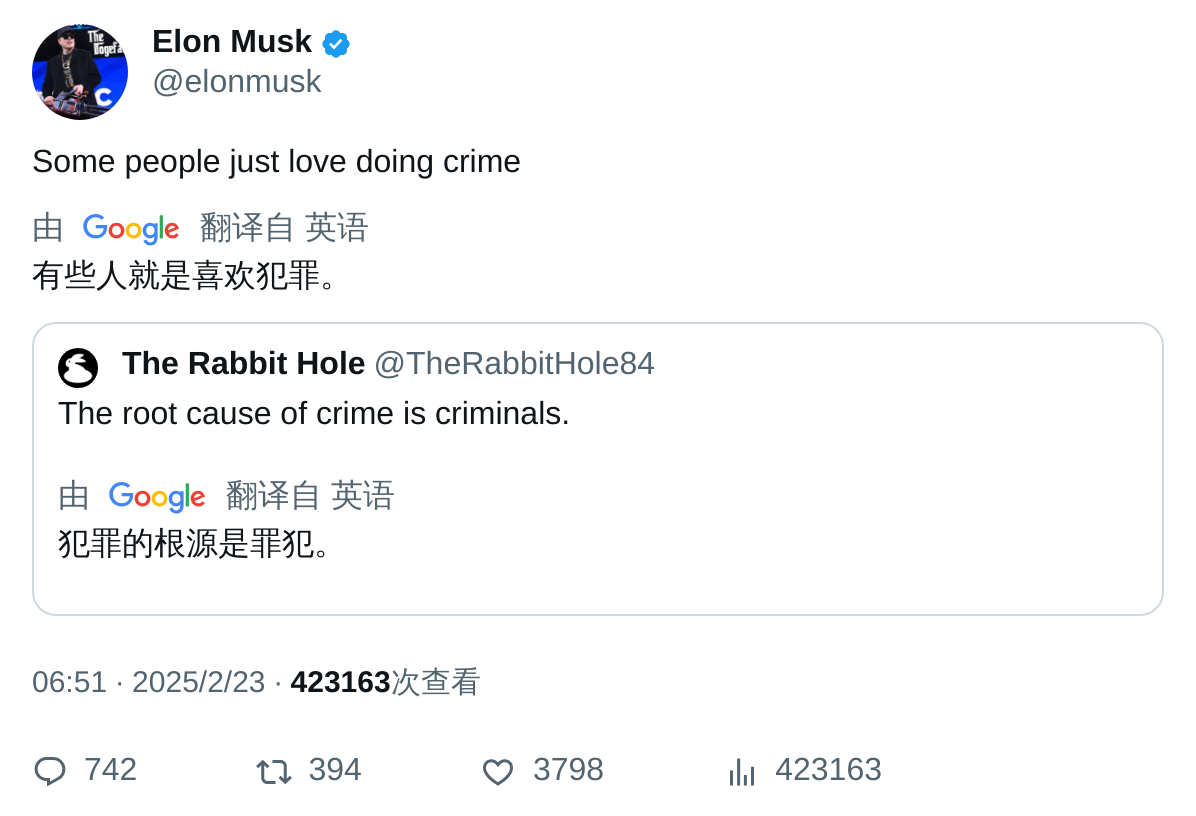 The
Dogefa
C
Elon Musk
@elonmusk
Some people just love doing crime
由 Google 翻译自 英语
有些人就是喜欢犯罪。
The Rabbit Hole @TheRabbitHole84
The root cause of crime is criminals.
由 Google 翻译自 英语
犯罪的根源是罪犯。
06:51 · 2025/2/23 · 423163次查看
742 394 3798 423163